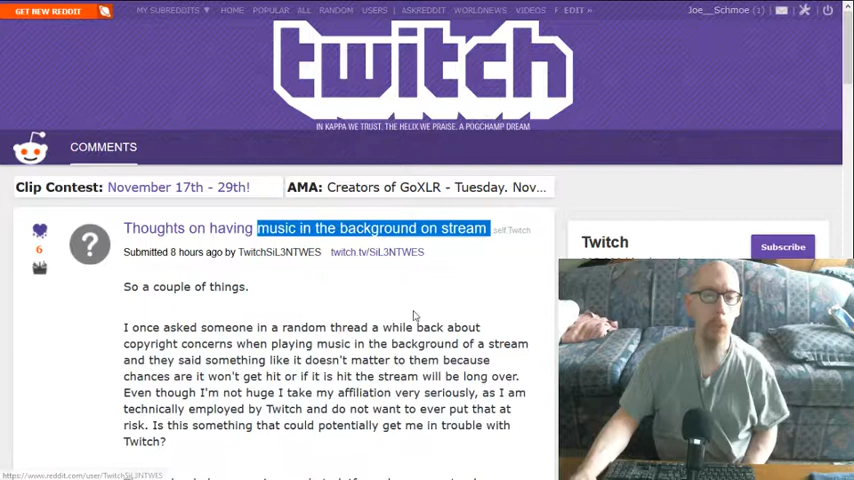 GET NEW REDDIT
MY SUBREDDITS ▼ HOME POPULAR ALL RANDOM USERS | ASKREDDIT WORLDNEWS VIDEOS F EDIT »
Joe__Schmoe (1)
twitch
IN KAPPA WE TRUST, THE HELIX WE PRAISE, A POGCHAMP DREAM
COMMENTS
Clip Contest: November 17th - 29th!
AMA: Creators of GoXLR - Tuesday. Nov...
6
?
Thoughts on having music in the background on stream self Twitch
Submitted 8 hours ago by TwitchSiL3NTWES twitch.tv/SiL3NTWES
So a couple of things.
I once asked someone in a random thread a while back about
copyright concerns when playing music in the background of a stream
and they said something like it doesn't matter to them because
chances are it won't get hit or if it is hit the stream will be long over.
Even though I'm not huge I take my affiliation very seriously, as I am
technically employed by Twitch and do not want to ever put that at
risk. Is this something that could potentially get me in trouble with
Twitch?
Twitch
Subscribe
https://www.reddit.com/user/TwitchSiL3NTWES